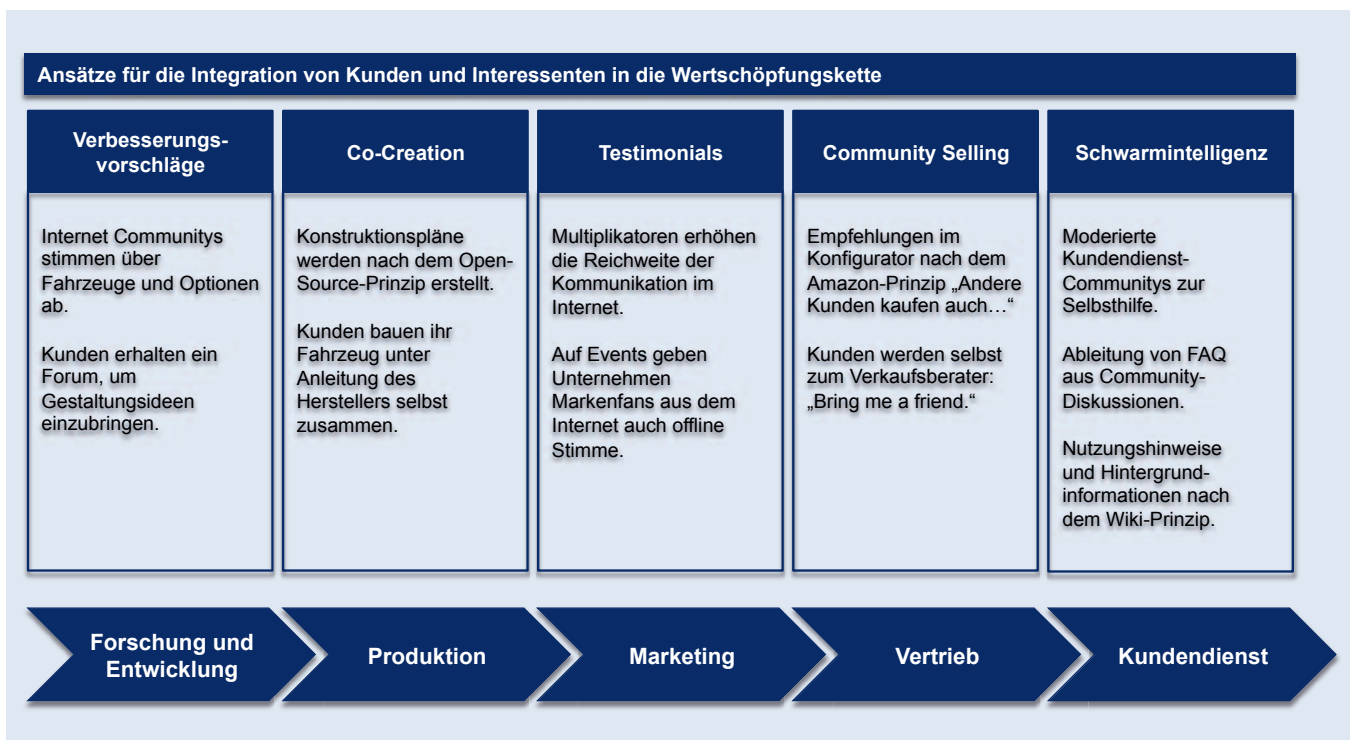 Ansätze für die Integration von Kunden und Interessenten in die Wertschöpfungskette
Verbesserungs-
vorschläge
Internet Communitys
stimmen über
Fahrzeuge und Optionen
ab.
Kunden erhalten ein
Forum, um
Gestaltungsideen
einzubringen.
Co-Creation
Konstruktionspläne
werden nach dem Open-
Source-Prinzip erstellt.
Kunden bauen ihr
Fahrzeug unter
Anleitung des
Herstellers selbst
zusammen.
Testimonials
Multiplikatoren erhöhen
die Reichweite der
Kommunikation im
Internet.
Auf Events geben
Unternehmen
Markenfans aus dem
Internet auch offline
Stimme.
Community Selling
Empfehlungen im
Konfigurator nach dem
Amazon-Prinzip „Andere
Kunden kaufen auch…“
Kunden werden selbst
zum Verkaufsberater:
„Bring me a friend.“
Schwarmintelligenz
Moderierte
Kundendienst-
Communitys zur
Selbsthilfe.
Ableitung von FAQ
aus Community-
Diskussionen.
Nutzungshinweise
und Hintergrund-
informationen nach
dem Wiki-Prinzip.
Forschung und
Entwicklung
Produktion
Marketing
Vertrieb
Kundendienst